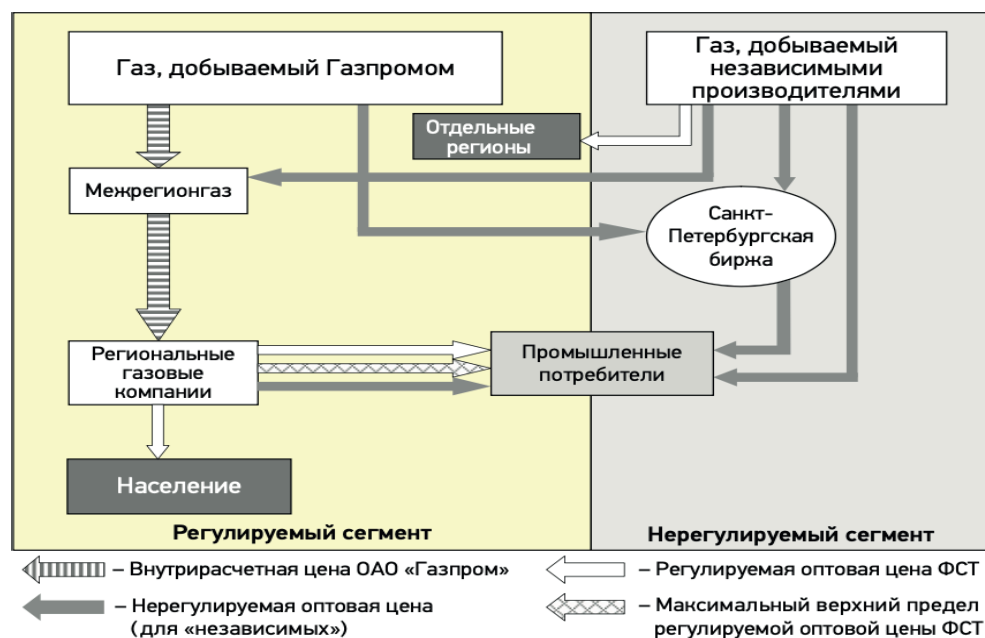 Газ, добываемый Газпромом
Газ, добываемый
независимыми
производителями
Отдельные
регионы
Межрегионгаз
Санкт-
Петербургская
биржа
Региональные
газовые
компании
Промышленные
потребители
Население
Регулируемый сегмент
Нерегулируемый сегмент
– Внутрирасчетная цена ОАО «Газпром»
– Регулируемая оптовая цена ФСТ
– Нерегулируемая оптовая цена
(для «независимых»)
– Максимальный верхний предел
регулируемой оптовой цены ФСТ